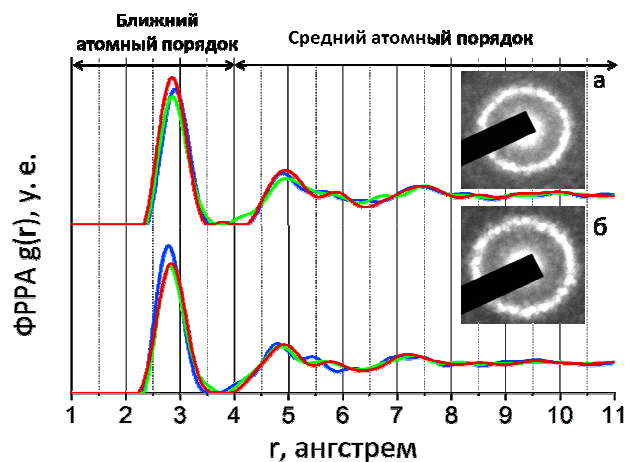 Ближний
атомный порядок
Средний атомный порядок
а
б
ФРРА g(r), у. е.
1 2 3 4 5 6 7 8 9 10 11
r, ангстрем